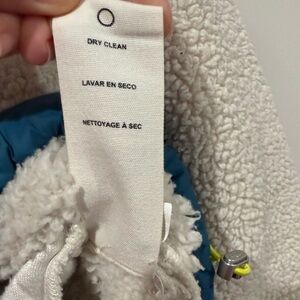 DRY CLEAN
LAVAR EN SECO
NETTOYAGE À SEC